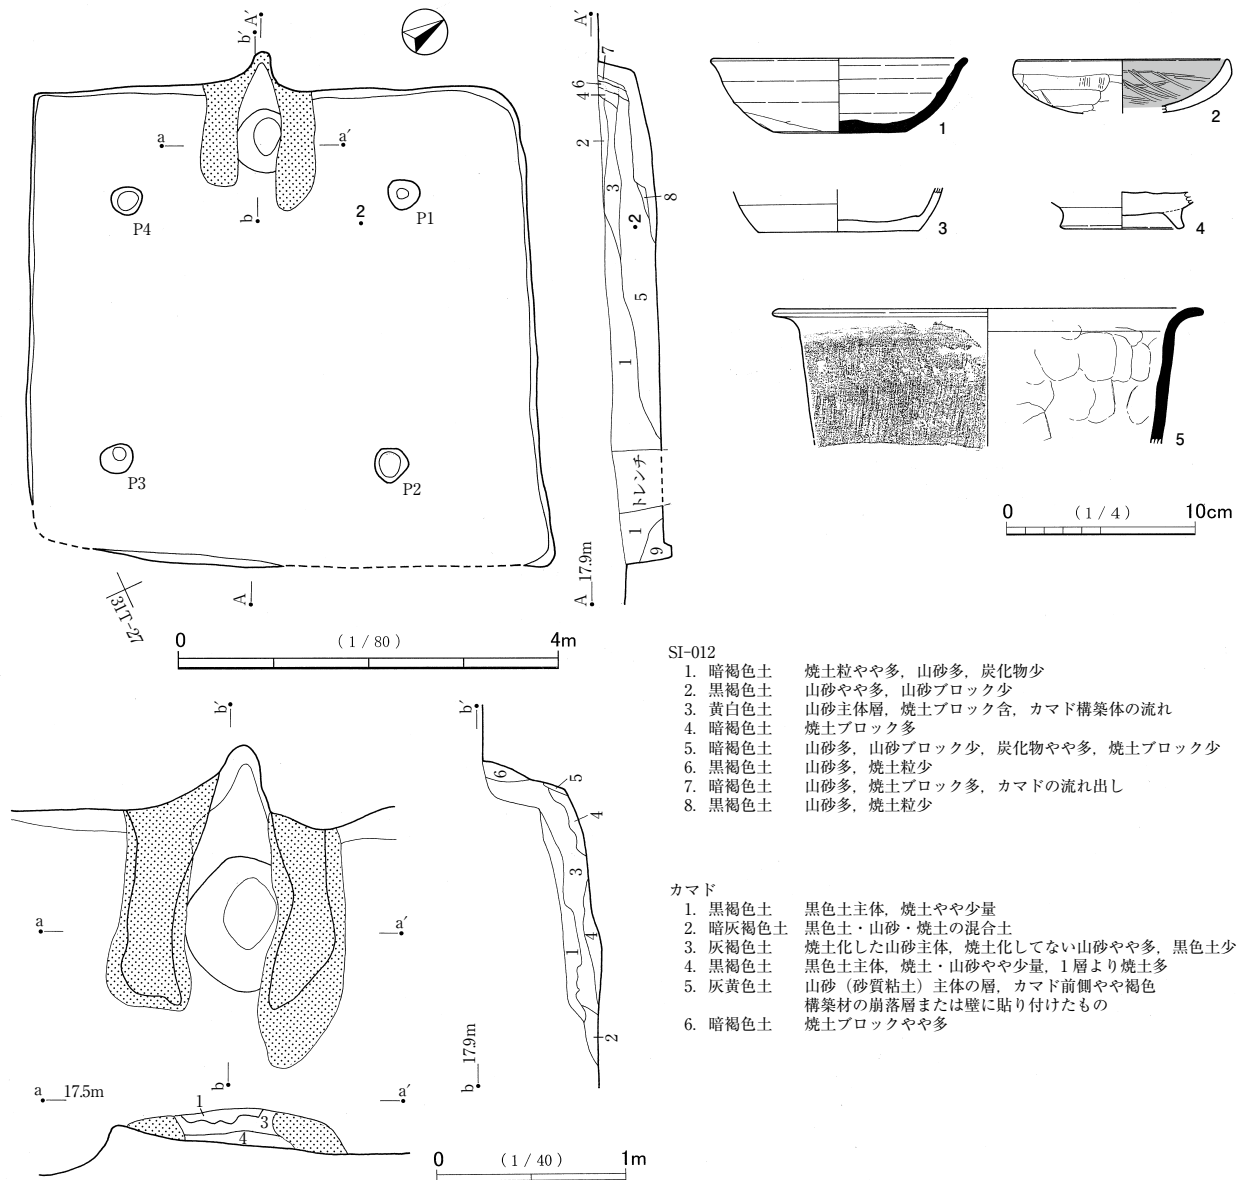 A′
b′
a
a′
b
2
P4
P1
P3
P2
A
31T-27
0 （1／80） 4m
A′
7
6
4
2
3
8
2
5
1
トレンチ
1
9
A 17.9m
1
2
3
4
5
0 （1／4） 10cm
SI-012
1. 暗褐色土 焼土粒やや多，山砂多，炭化物少
2. 黒褐色土 山砂やや多，山砂ブロック少
3. 黄白色土 山砂主体層，焼土ブロック含，カマド構築体の流れ
4. 暗褐色土 焼土ブロック多
5. 暗褐色土 山砂多，山砂ブロック少，炭化物やや多，焼土ブロック少
6. 黒褐色土 山砂多，焼土粒少
7. 暗褐色土 山砂多，焼土ブロック多，カマドの流れ出し
8. 黒褐色土 山砂多，焼土粒少
カマド
1. 黒褐色土 黒色土主体，焼土やや少量
2. 暗灰褐色土 黒色土・山砂・焼土の混合土
3. 灰褐色土 焼土化した山砂主体，焼土化してない山砂やや多，黒色土少
4. 黒褐色土 黒色土主体，焼土・山砂やや少量，1層より焼土多
5. 灰黄色土 山砂（砂質粘土）主体の層，カマド前側やや褐色
構築材の崩落層または壁に貼り付けたもの
6. 暗褐色土 焼土ブロックやや多
b′
a
a′
b
b′
6
5
4
3
4
1
2
b 17.9m
a 17.5m
a′
1
3
4
0 （1／40） 1m